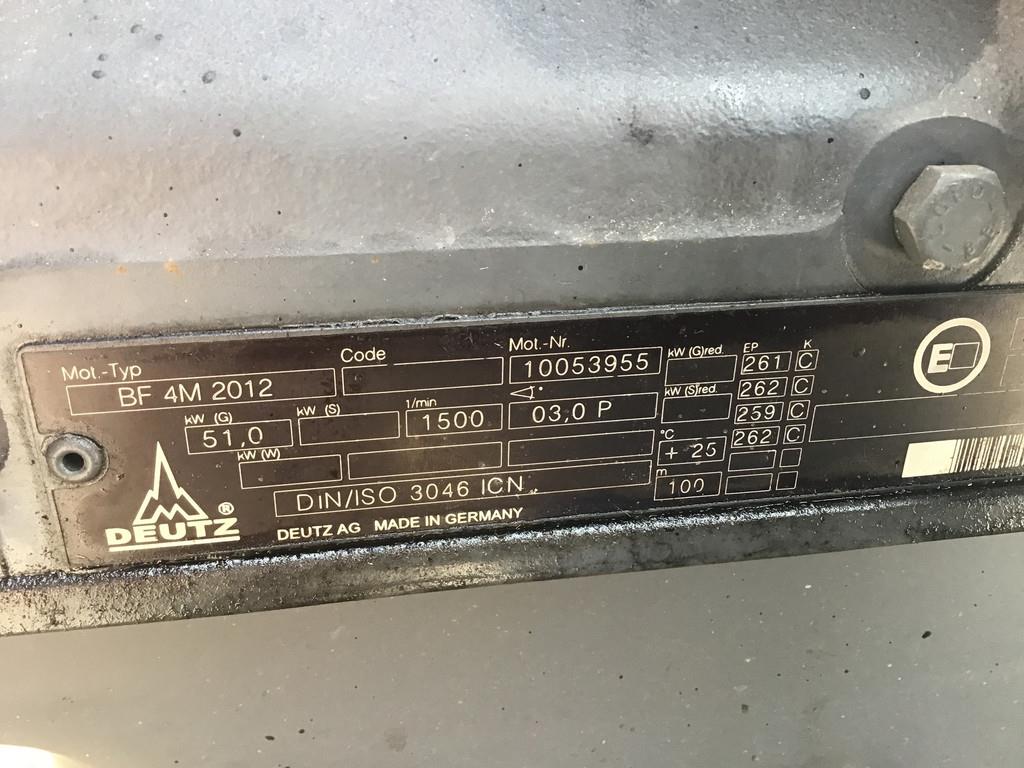 Mot.-Typ Code Mot.-Nr. kW (G)red. EP K
BF 4M 2012 10053955 261 C
kW (G) kW (S) 1/min kW (S)red. 262 C
51,0 1500 03,0 P 259 C
kW (W) °C 262 C
+ 25
m
DIN/ISO 3046 ICN 100
DEUTZ ®
DEUTZ AG MADE IN GERMANY
E